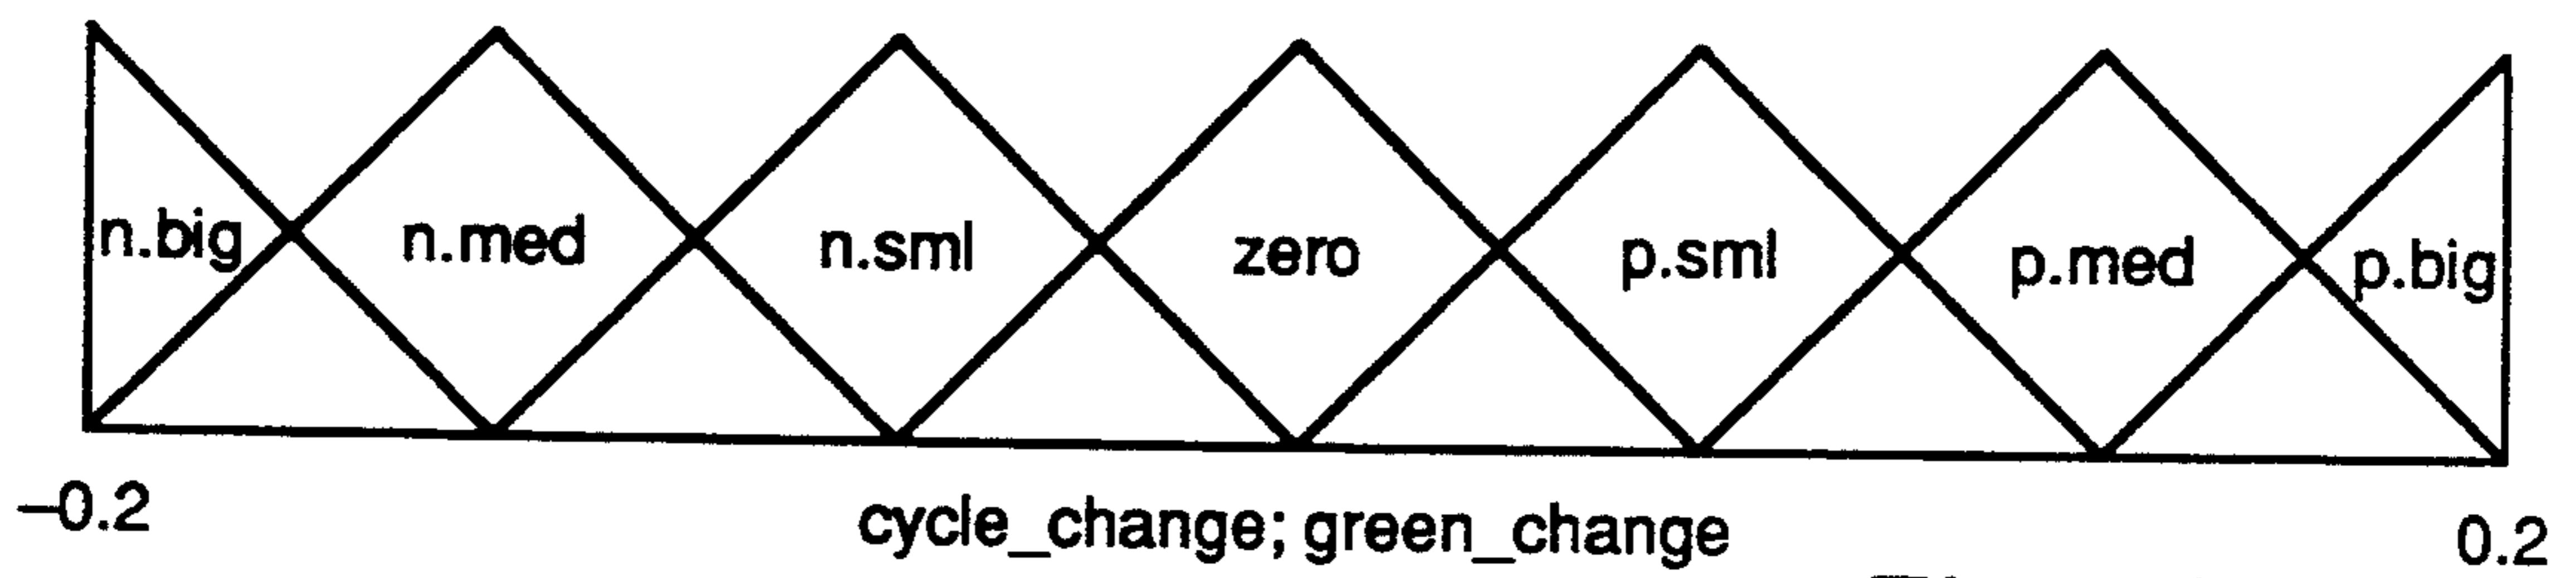 n.big n.med n.sml zero p.sml p.med p.big
–0.2 cycle_change; green_change 0.2